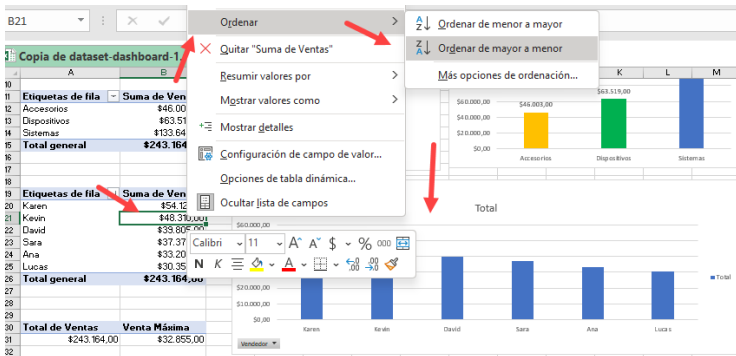 B21
Ordenar
Quitar "Suma de Ventas"
Resumir valores por
Mostrar valores como
Mostrar detalles
Configuración de campo de valor...
Opciones de tabla dinámica...
Ocultar lista de campos
Ordenar de menor a mayor
Ordenar de mayor a menor
Más opciones de ordenación...
Copia de dataset-dashboard-1.
A B K L M
10
11 Etiquetas de fila Suma de Ven
12 Accesorios $46.00
13 Dispositivos $63.51
14 Sistemas $133.64
15 Total general $243.164
16
17
18
19 Etiquetas de fila Suma de Ven
20 Karen $54.12
21 Kevin $48.310,00
22 David $39.805,00
23 Sara $37.37
24 Ana $33.20
25 Lucas $30.35
26 Total general $243.164,00
27
28
29
30 Total de Ventas Venta Máxima
31 $243.164,00 $32.855,00
32
Calibri 11 A A $ % 000
N K A
$63.519,00
$60.000,00
$46.003,00
$40.000,00
$20.000,00
$0,00
Accesorios Dispositivos Sistemas
Total
$60.000,00
$20.000,00
$10.000,00
$0,00
Karen Kevin David Sara Ana Lucas
Total
Vendedor